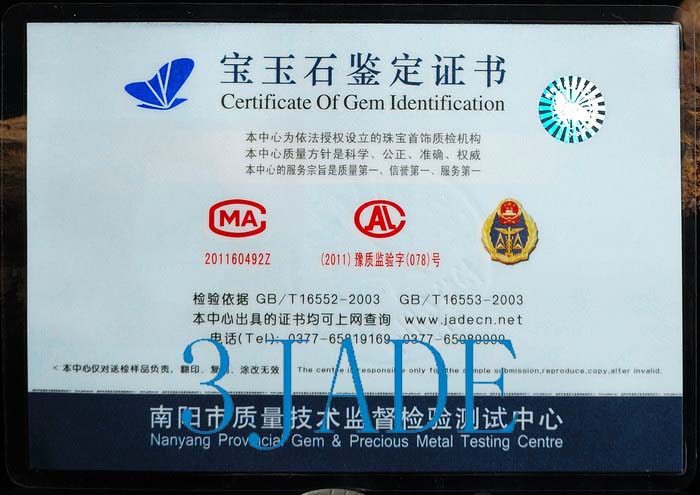 宝玉石鉴定证书
Certificate Of Gem Identification
本中心为依法授权设立的珠宝首饰质检机构
本中心质量方针是科学、公正、准确、权威
本中心的服务宗旨是质量第一、信誉第一、服务第一
MA
AL
201160492Z
(2011)豫质监验字(078)号
检验依据 GB/T16552-2003 GB/T16553-2003
本中心出具的证书均可上网查询 www.jadecn.net
电话(Tel): 0377-65819169 0377-65089999
<本中心仅对送检样品负责，翻印、复制、涂改无效 The centre is responsible only for the sample submission,reproduce,copy,alter invalid.
3 JADE
南阳市质量技术监督检验测试中心
Nanyang Provincial Gem & Precious Metal Testing Centre